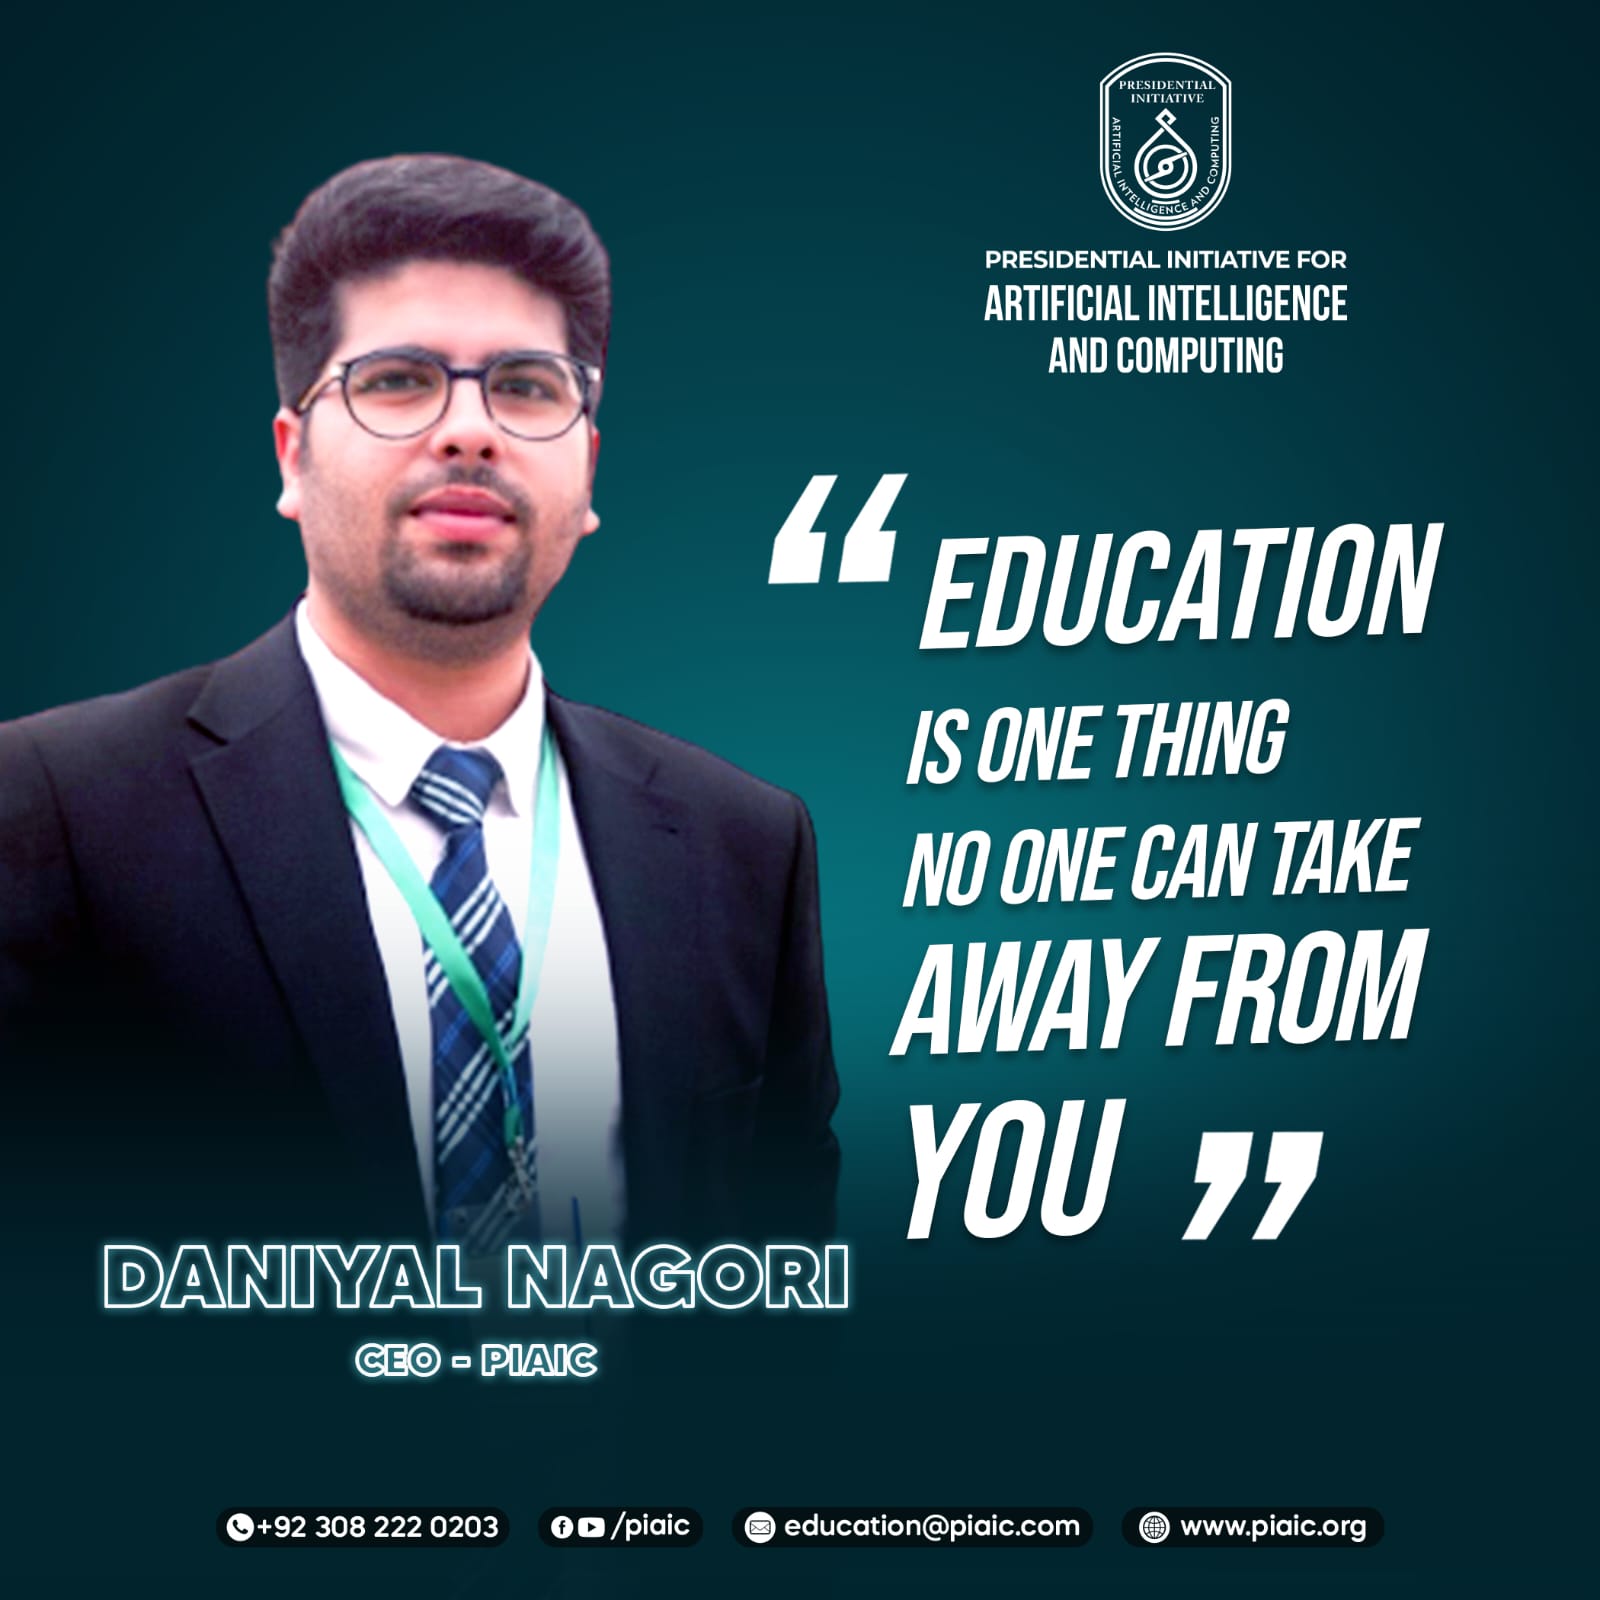 PRESIDENTIAL
INITIATIVE
ARTIFICIAL INTELLIGENCE AND COMPUTING
PRESIDENTIAL INITIATIVE FOR
ARTIFICIAL INTELLIGENCE
AND COMPUTING
“ EDUCATION
IS ONE THING
NO ONE CAN TAKE
AWAY FROM
YOU ”
DANIYAL NAGORI
CEO - PIAIC
+92 308 222 0203
/piaic
education@piaic.com
www.piaic.org